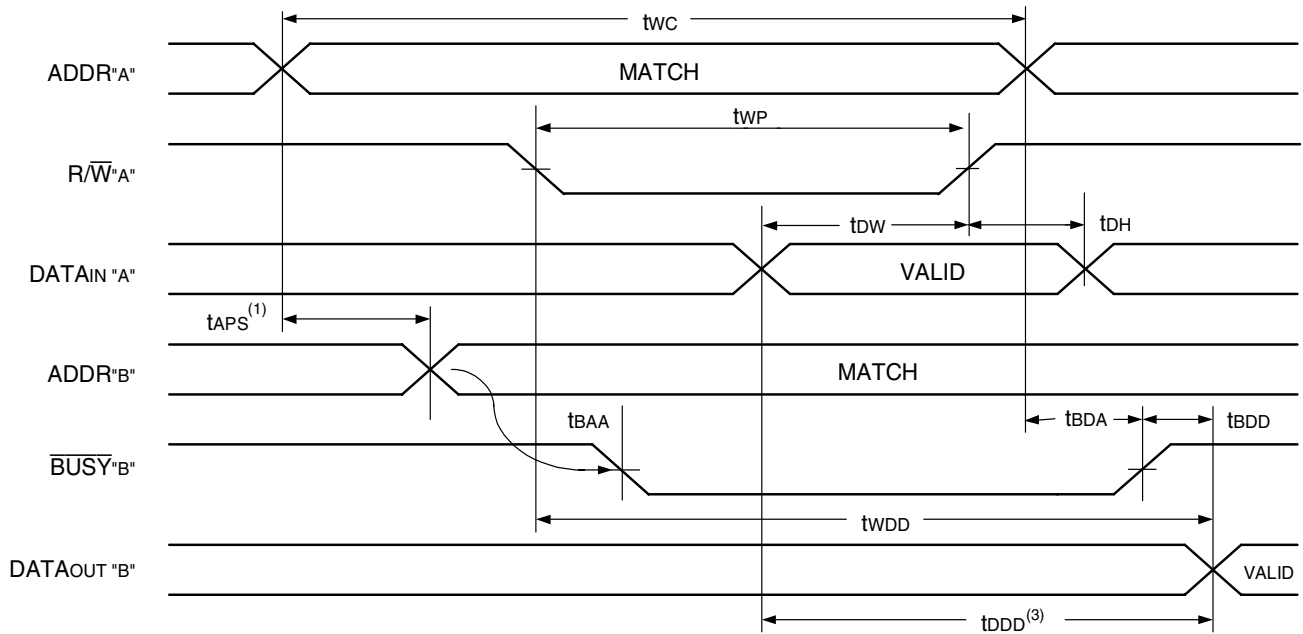 tWC
ADDR"A"
MATCH
tWP
R/W̅"A"
tDW
tDH
DATAIN "A"
VALID
tAPS(1)
ADDR"B"
MATCH
tBAA
tBDA
tBDD
B̅U̅S̅Y̅"B"
tWDD
DATAOUT "B"
VALID
tDDD(3)